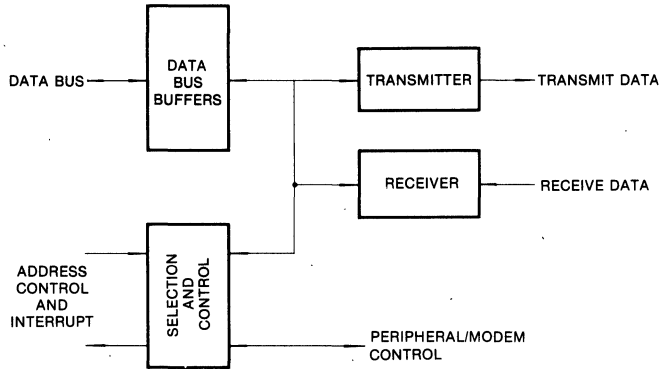 DATA BUS
DATA
BUS
BUFFERS
TRANSMITTER
TRANSMIT DATA
RECEIVER
RECEIVE DATA
ADDRESS
CONTROL
AND
INTERRUPT
SELECTION
AND
CONTROL
PERIPHERAL/MODEM
CONTROL